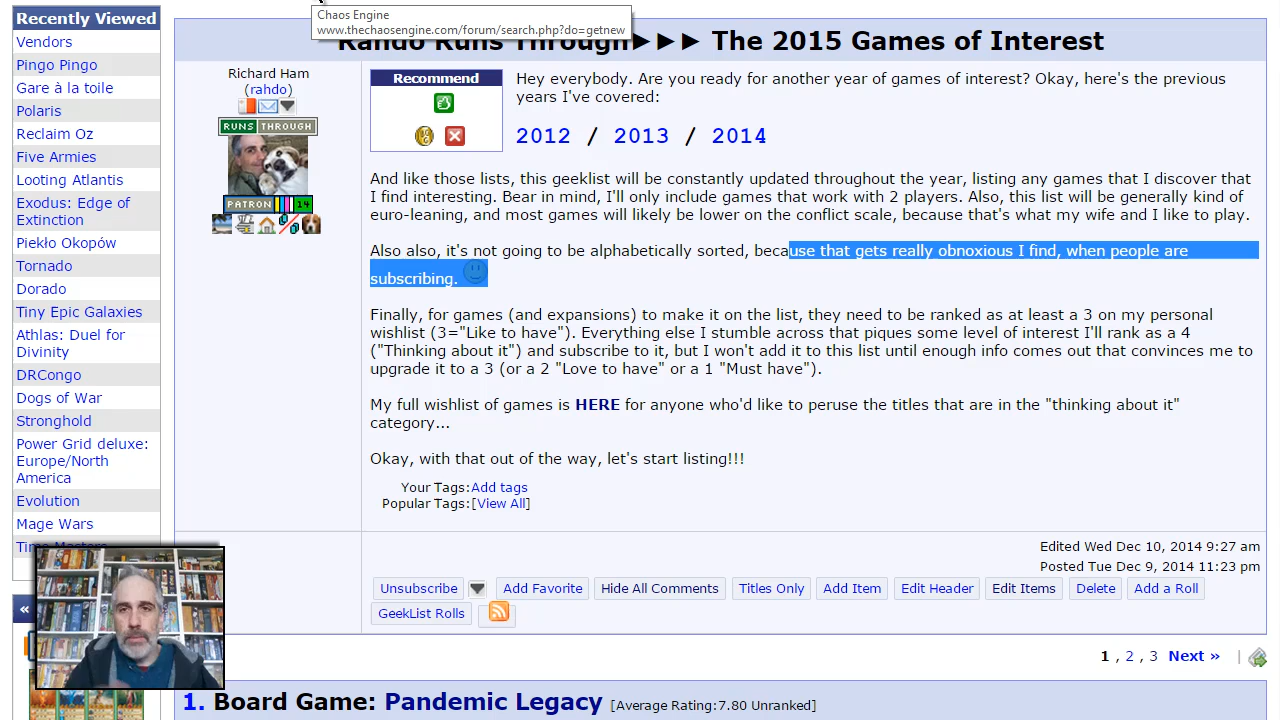 Recently Viewed
Vendors
Pingo Pingo
Gare à la toile
Polaris
Reclaim Oz
Five Armies
Looting Atlantis
Exodus: Edge of
Extinction
Piekło Okopów
Tornado
Dorado
Tiny Epic Galaxies
Athlas: Duel for
Divinity
DRCongo
Dogs of War
Stronghold
Power Grid deluxe:
Europe/North
America
Evolution
Mage Wars
«
Chaos Engine
www.thechaosengine.com/forum/search.php?do=getnew
Rahdo Runs Through►►► The 2015 Games of Interest
Richard Ham
(rahdo)
RUNS THROUGH
PATRON 14
Recommend
Hey everybody. Are you ready for another year of games of interest? Okay, here's the previous
years I've covered:
2012 / 2013 / 2014
And like those lists, this geeklist will be constantly updated throughout the year, listing any games that I discover that
I find interesting. Bear in mind, I'll only include games that work with 2 players. Also, this list will be generally kind of
euro-leaning, and most games will likely be lower on the conflict scale, because that's what my wife and I like to play.
Also also, it's not going to be alphabetically sorted, because that gets really obnoxious I find, when people are
subscribing.
Finally, for games (and expansions) to make it on the list, they need to be ranked as at least a 3 on my personal
wishlist (3="Like to have"). Everything else I stumble across that piques some level of interest I'll rank as a 4
("Thinking about it") and subscribe to it, but I won't add it to this list until enough info comes out that convinces me to
upgrade it to a 3 (or a 2 "Love to have" or a 1 "Must have").
My full wishlist of games is HERE for anyone who'd like to peruse the titles that are in the "thinking about it"
category...
Okay, with that out of the way, let's start listing!!!
Your Tags:Add tags
Popular Tags:[View All]
Edited Wed Dec 10, 2014 9:27 am
Posted Tue Dec 9, 2014 11:23 pm
Unsubscribe Add Favorite Hide All Comments Titles Only Add Item Edit Header Edit Items Delete Add a Roll
GeekList Rolls
1 , 2 , 3 Next » |
1. Board Game: Pandemic Legacy [Average Rating:7.80 Unranked]